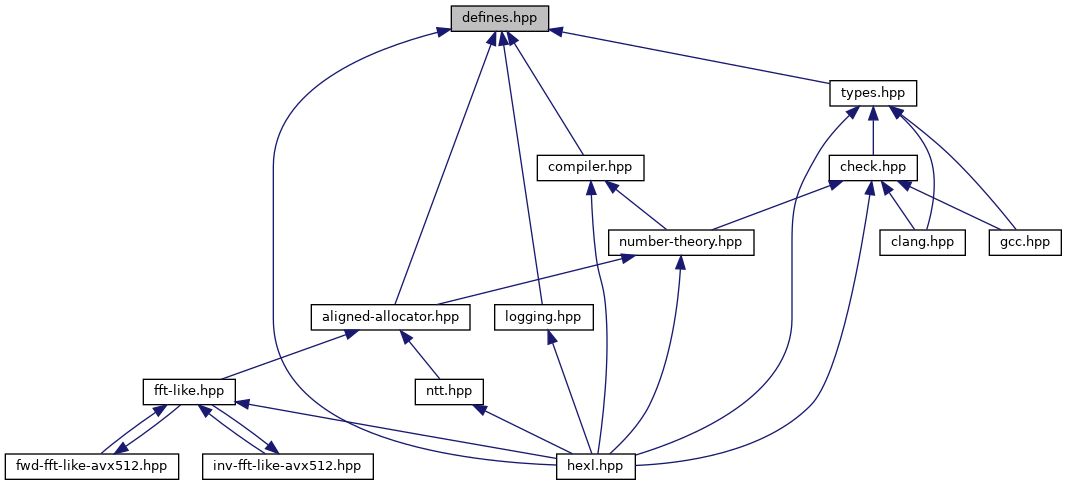 defines.hpp
types.hpp
compiler.hpp
check.hpp
number-theory.hpp
clang.hpp
gcc.hpp
aligned-allocator.hpp
logging.hpp
fft-like.hpp
ntt.hpp
fwd-fft-like-avx512.hpp
inv-fft-like-avx512.hpp
hexl.hpp